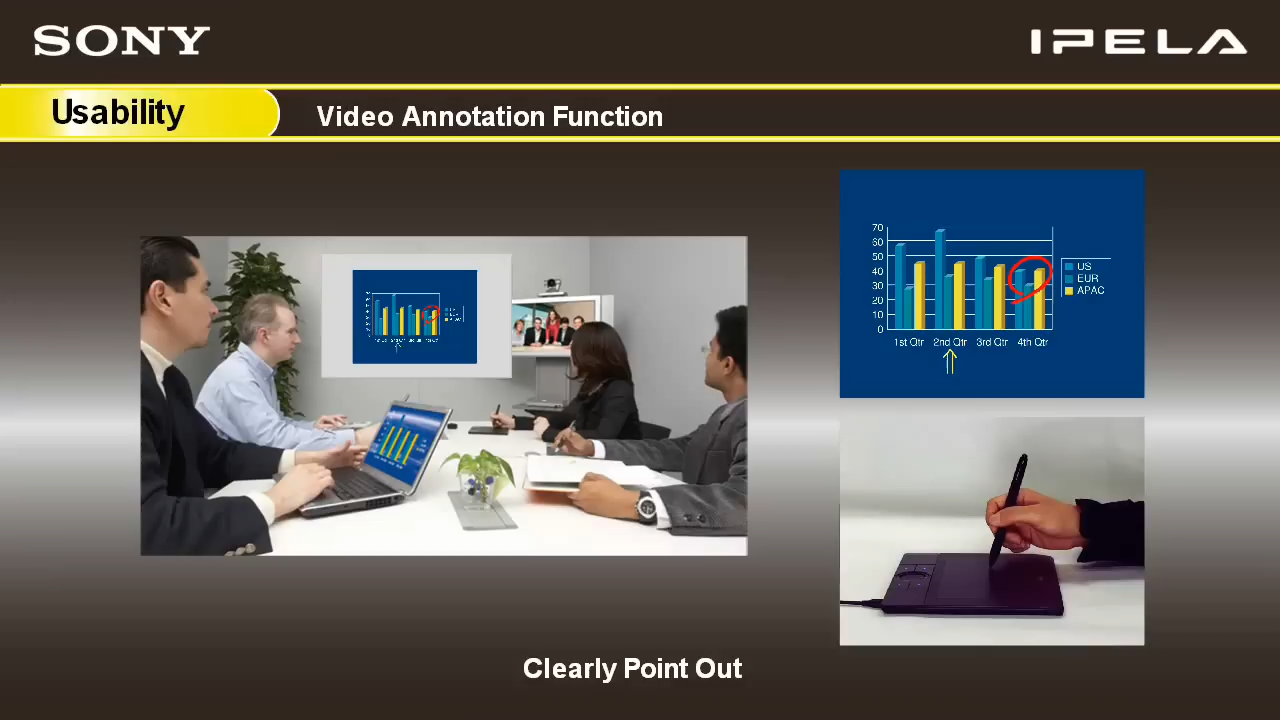 SONY
IPELA
Usability
Video Annotation Function
70
60
50
40
30
20
10
0
1st Qtr 2nd Qtr 3rd Qtr 4th Qtr
US
EUR
APAC
Clearly Point Out